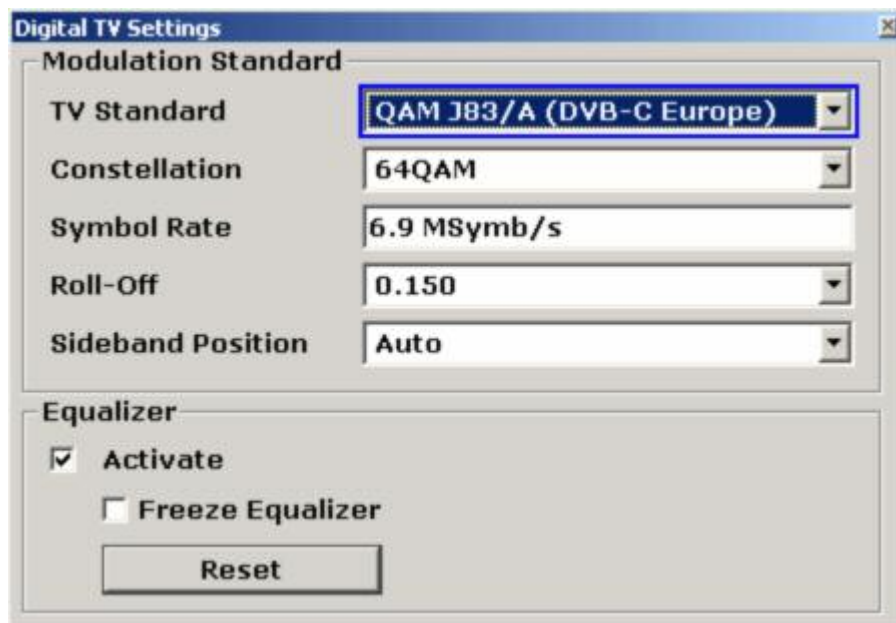 Digital TV Settings
Modulation Standard
TV Standard QAM J83/A (DVB-C Europe)
Constellation 64QAM
Symbol Rate 6.9 MSymb/s
Roll-Off 0.150
Sideband Position Auto
Equalizer
Activate
Freeze Equalizer
Reset